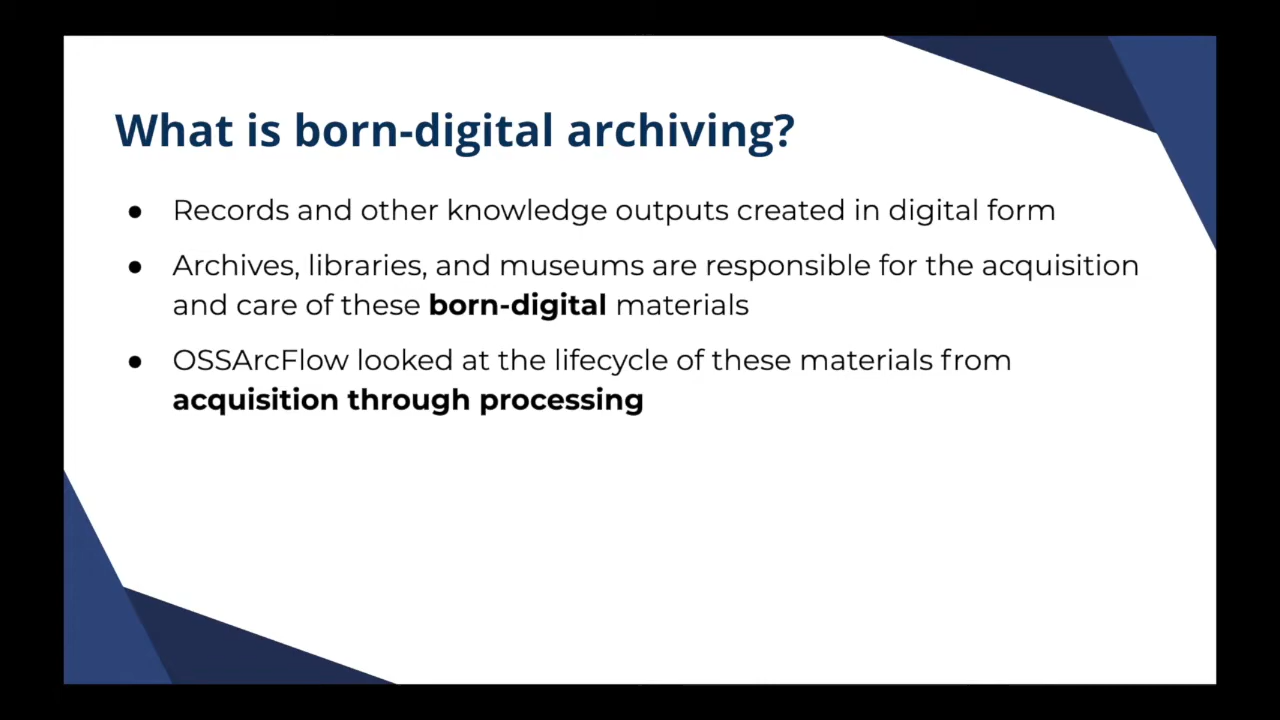 What is born-digital archiving?
● Records and other knowledge outputs created in digital form
● Archives, libraries, and museums are responsible for the acquisition
and care of these born-digital materials
● OSSArcFlow looked at the lifecycle of these materials from
acquisition through processing